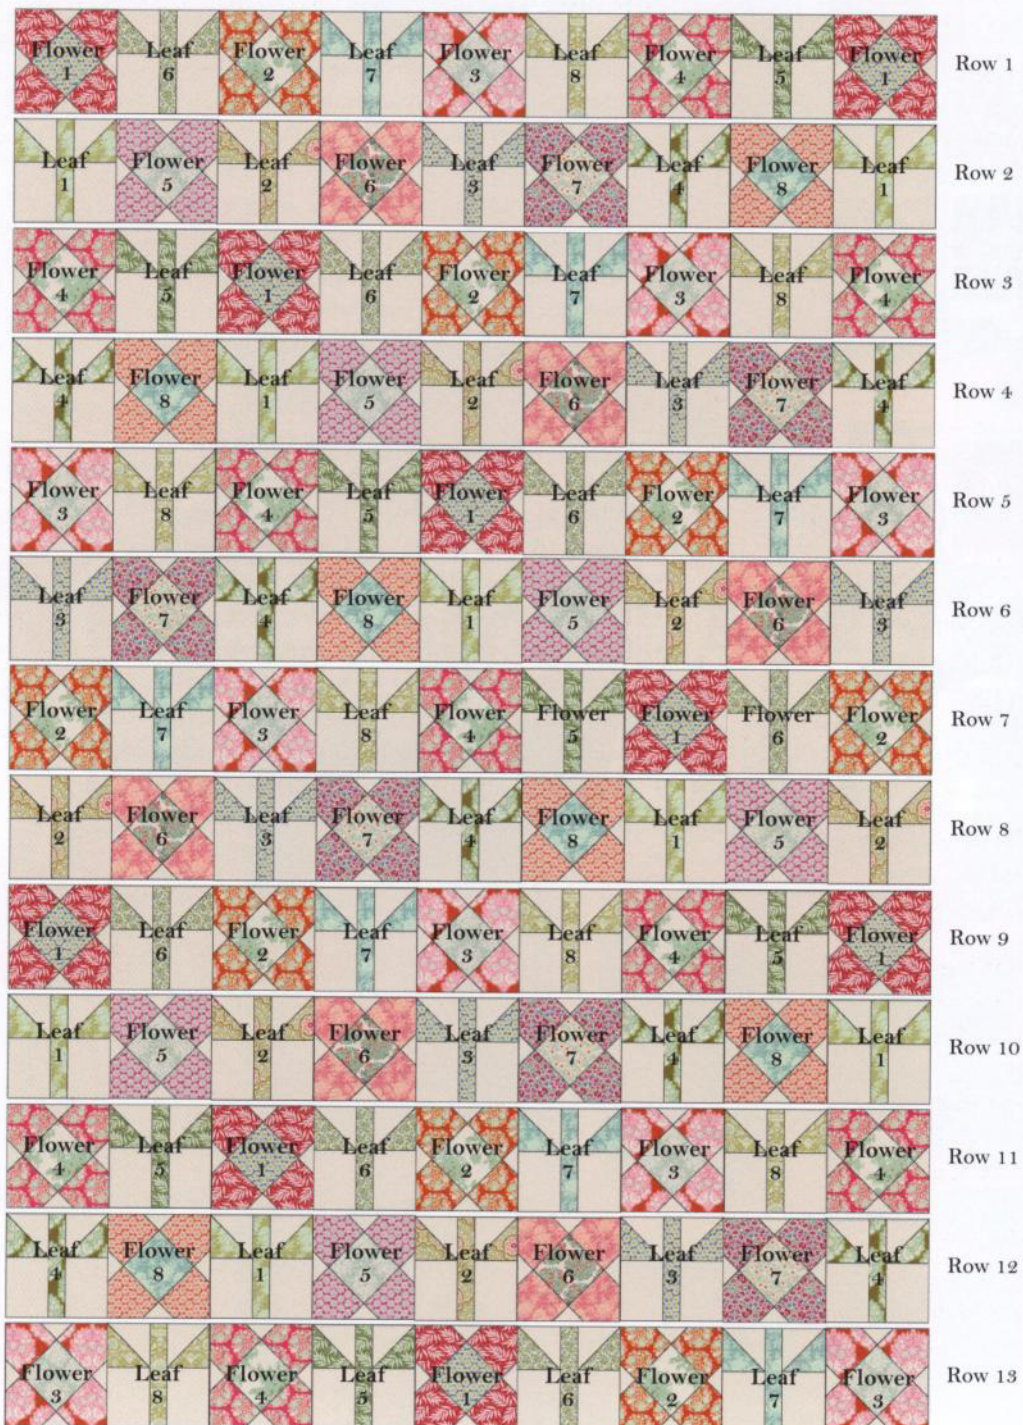 Flower Leaf Flower Leaf Flower Leaf Flower Leaf Flower
1 6 2 7 3 8 4 5 1
Row 1
Leaf Flower Leaf Flower Leaf Flower Leaf Flower Leaf
1 5 2 6 3 7 4 8 1
Row 2
Flower Leaf Flower Leaf Flower Leaf Flower Leaf Flower
4 5 1 6 2 7 3 8 4
Row 3
Leaf Flower Leaf Flower Leaf Flower Leaf Flower Leaf
4 8 1 5 2 6 3 7 4
Row 4
Flower Leaf Flower Leaf Flower Leaf Flower Leaf Flower
3 8 4 5 1 6 2 7 3
Row 5
Leaf Flower Leaf Flower Leaf Flower Leaf Flower Leaf
3 7 4 8 1 5 2 6 3
Row 6
Flower Leaf Flower Leaf Flower Flower Flower Flower Flower
2 7 3 8 4 5 1 6 2
Row 7
Leaf Flower Leaf Flower Leaf Flower Leaf Flower Leaf
2 6 3 7 4 8 1 5 2
Row 8
Flower Leaf Flower Leaf Flower Leaf Flower Leaf Flower
1 6 2 7 3 8 4 5 1
Row 9
Leaf Flower Leaf Flower Leaf Flower Leaf Flower Leaf
1 5 2 6 3 7 4 8 1
Row 10
Flower Leaf Flower Leaf Flower Leaf Flower Leaf Flower
4 5 1 6 2 7 3 8 4
Row 11
Leaf Flower Leaf Flower Leaf Flower Leaf Flower Leaf
4 8 1 5 2 6 3 7 4
Row 12
Flower Leaf Flower Leaf Flower Leaf Flower Leaf Flower
3 8 4 5 1 6 2 7 3
Row 13